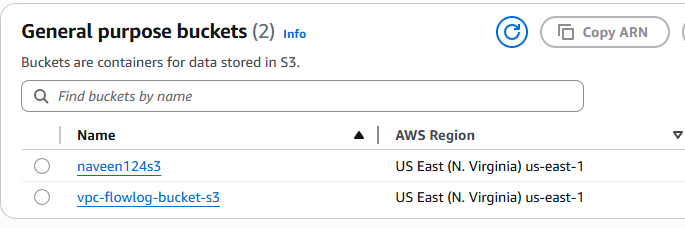 General purpose buckets (2) Info
Copy ARN
Buckets are containers for data stored in S3.
Find buckets by name
Name AWS Region
naveen124s3 US East (N. Virginia) us-east-1
vpc-flowlog-bucket-s3 US East (N. Virginia) us-east-1